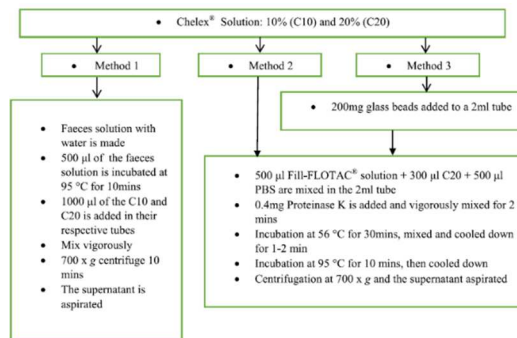 • Chelex® Solution: 10% (C10) and 20% (C20)
• Method 1
• Method 2
• Method 3
• Faeces solution with
water is made
• 500 µl of the faeces
solution is incubated at
95 °C for 10mins
• 1000 µl of the C10 and
C20 is added in their
respective tubes
• Mix vigorously
• 700 x g centrifuge 10
mins
• The supernatant is
aspirated
• 200mg glass beads added to a 2ml tube
• 500 µl Fill-FLOTAC® solution + 300 µl C20 + 500 µl
PBS are mixed in the 2ml tube
• 0.4mg Proteinase K is added and vigorously mixed for 2
mins
• Incubation at 56 °C for 30mins, mixed and cooled down
for 1-2 min
• Incubation at 95 °C for 10 mins, then cooled down
• Centrifugation at 700 x g and the supernatant aspirated